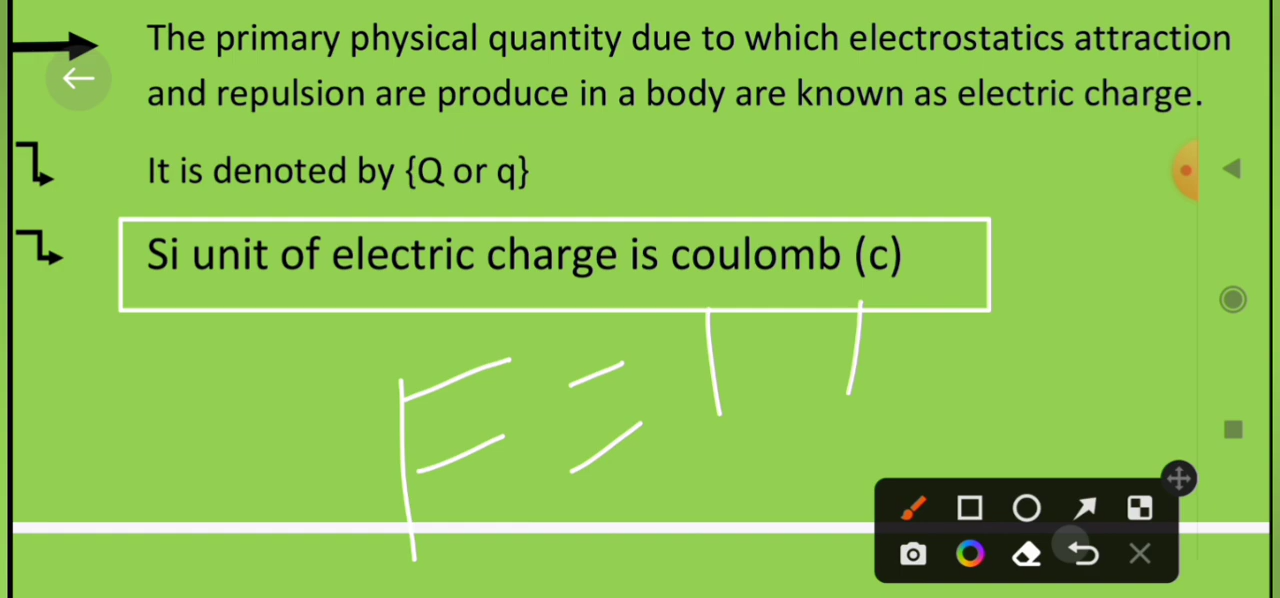 The primary physical quantity due to which electrostatics attraction
and repulsion are produce in a body are known as electric charge.
It is denoted by {Q or q}
Si unit of electric charge is coulomb (c)
F =